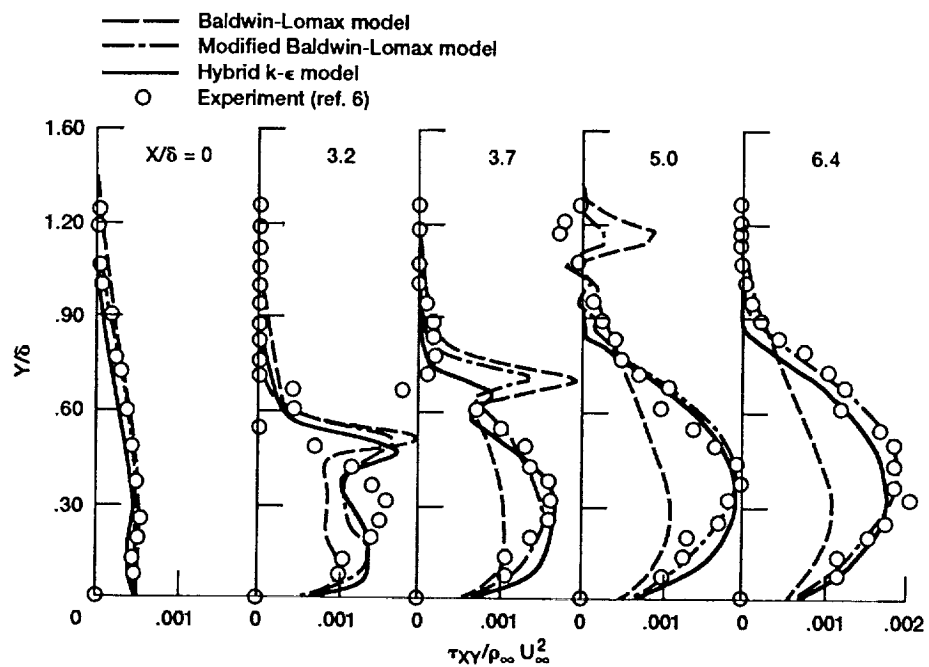 Baldwin-Lomax model
Modified Baldwin-Lomax model
Hybrid k-ϵ model
Experiment (ref. 6)
X/δ = 0
3.2
3.7
5.0
6.4
1.60
1.20
.90
.60
.30
Y/δ
0
.001
0
.001
0
.001
0
.001
0
.001
.002
τXY/ρ∞ U∞²